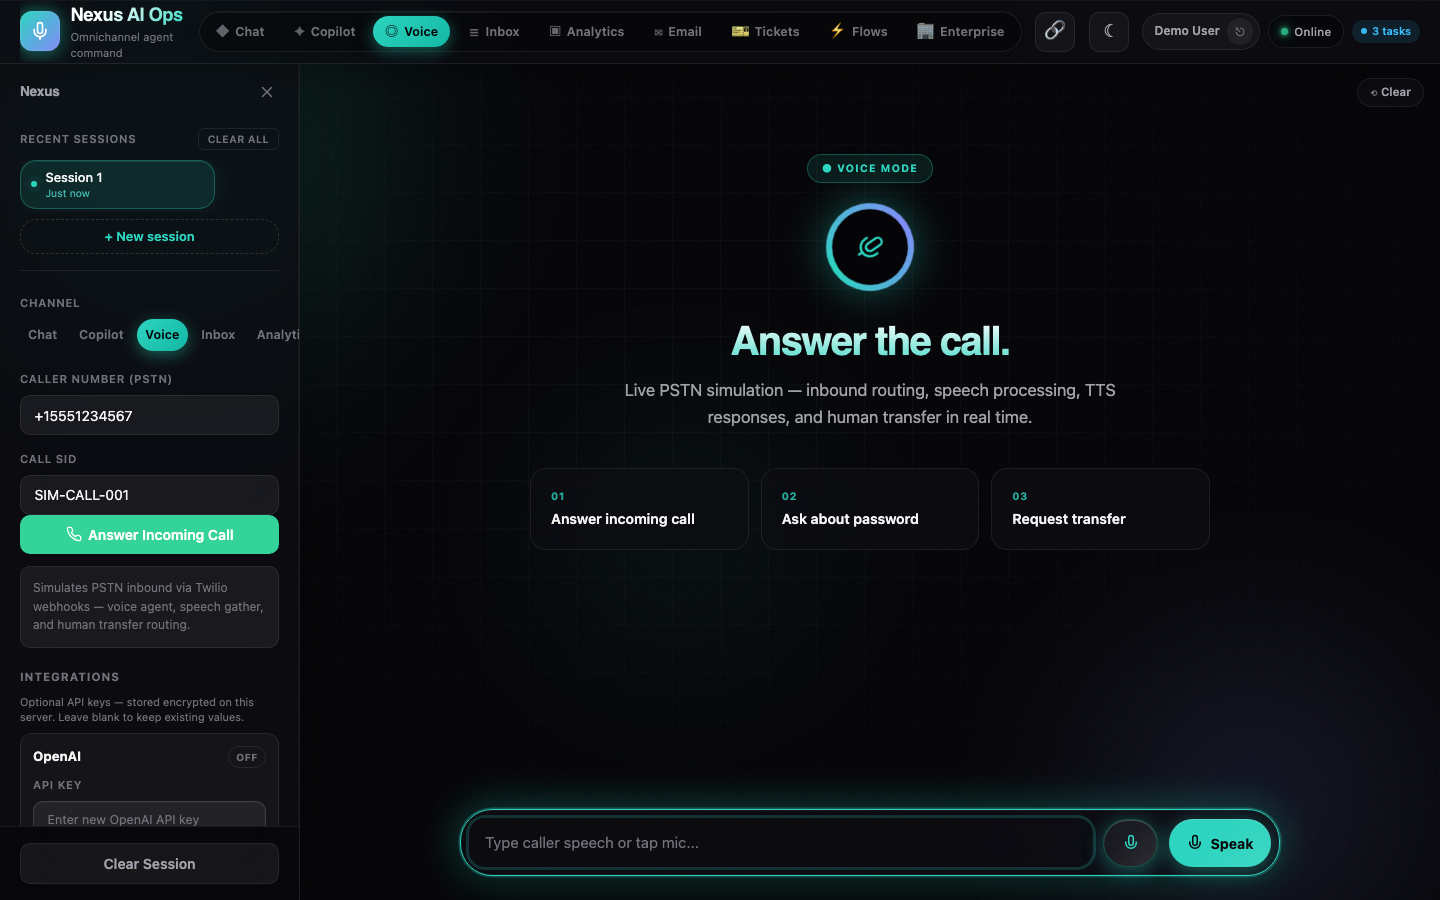 Nexus AI Ops
Omnichannel agent
command
Chat
Copilot
Voice
Inbox
Analytics
Email
Tickets
Flows
Enterprise
Demo User
Online
3 tasks
Nexus
RECENT SESSIONS
CLEAR ALL
Session 1
Just now
+ New session
CHANNEL
Chat
Copilot
Voice
Inbox
Analyti
CALLER NUMBER (PSTN)
+15551234567
CALL SID
SIM-CALL-001
Answer Incoming Call
Simulates PSTN inbound via Twilio
webhooks — voice agent, speech gather,
and human transfer routing.
INTEGRATIONS
Optional API keys — stored encrypted on this
server. Leave blank to keep existing values.
OpenAI
OFF
API KEY
Enter new OpenAI API key
Clear Session
Clear
VOICE MODE
Answer the call.
Live PSTN simulation — inbound routing, speech processing, TTS
responses, and human transfer in real time.
01
Answer incoming call
02
Ask about password
03
Request transfer
Type caller speech or tap mic...
Speak